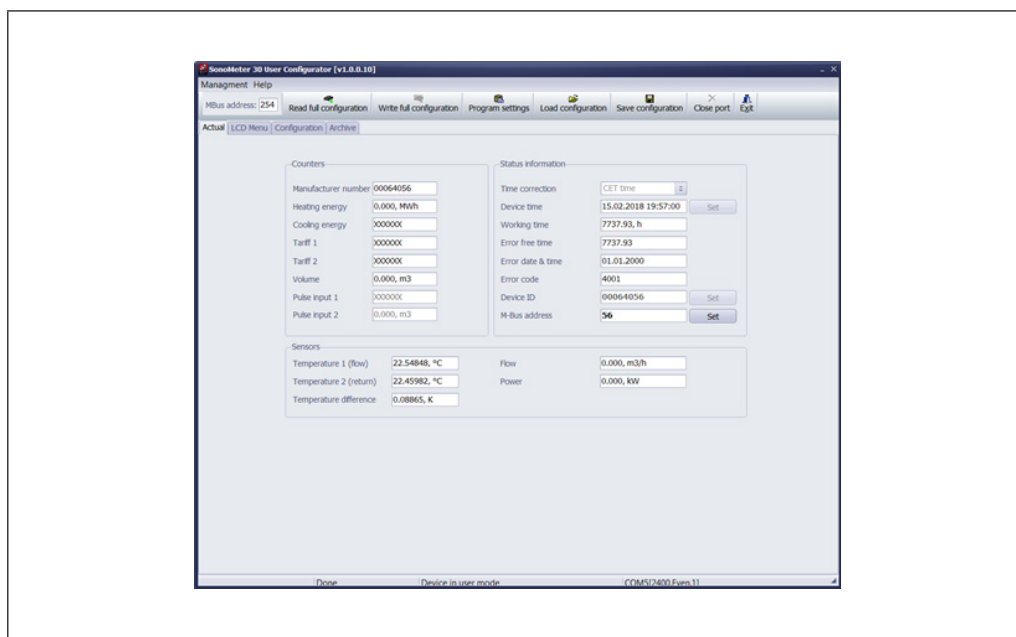 SonoMeter 30 User Configurator [v1.0.0.10]
Managment Help
MBus address: 254 Read full configuration Write full configuration Program settings Load configuration Save configuration Close port Exit
Actual LCD Menu Configuration Archive
Counters
Manufacturer number 00064056
Heating energy 0.000, MWh
Cooling energy XXXXXX
Tariff 1 XXXXXX
Tariff 2 XXXXXX
Volume 0.000, m3
Pulse input 1 XXXXXX
Pulse input 2 0.000, m3
Status information
Time correction CET time
Device time 15.02.2018 19:57:00 Set
Working time 7737.93, h
Error free time 7737.93
Error date & time 01.01.2000
Error code 4001
Device ID 00064056 Set
M-Bus address 56 Set
Sensors
Temperature 1 (flow) 22.54848, °C
Temperature 2 (return) 22.45982, °C
Temperature difference 0.08865, K
Flow 0.000, m3/h
Power 0.000, kW
Done Device in user mode COM5(2400,Even,1)